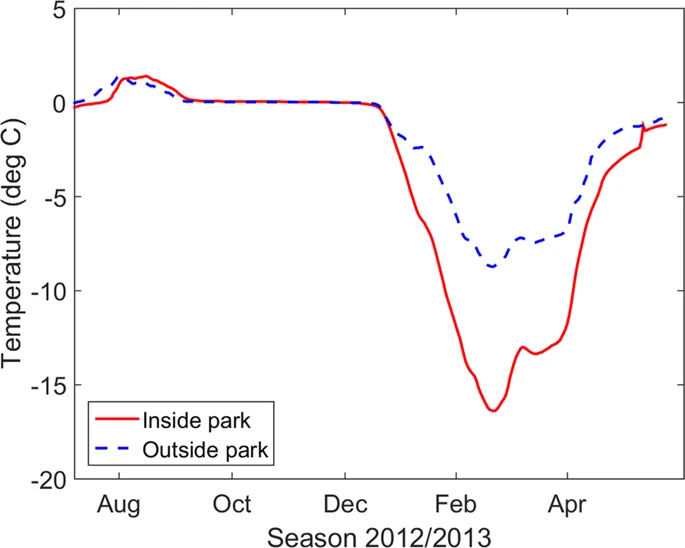 5
0
-5
-10
-15
-20
Temperature (deg C)
Inside park
Outside park
Aug Oct Dec Feb Apr
Season 2012/2013